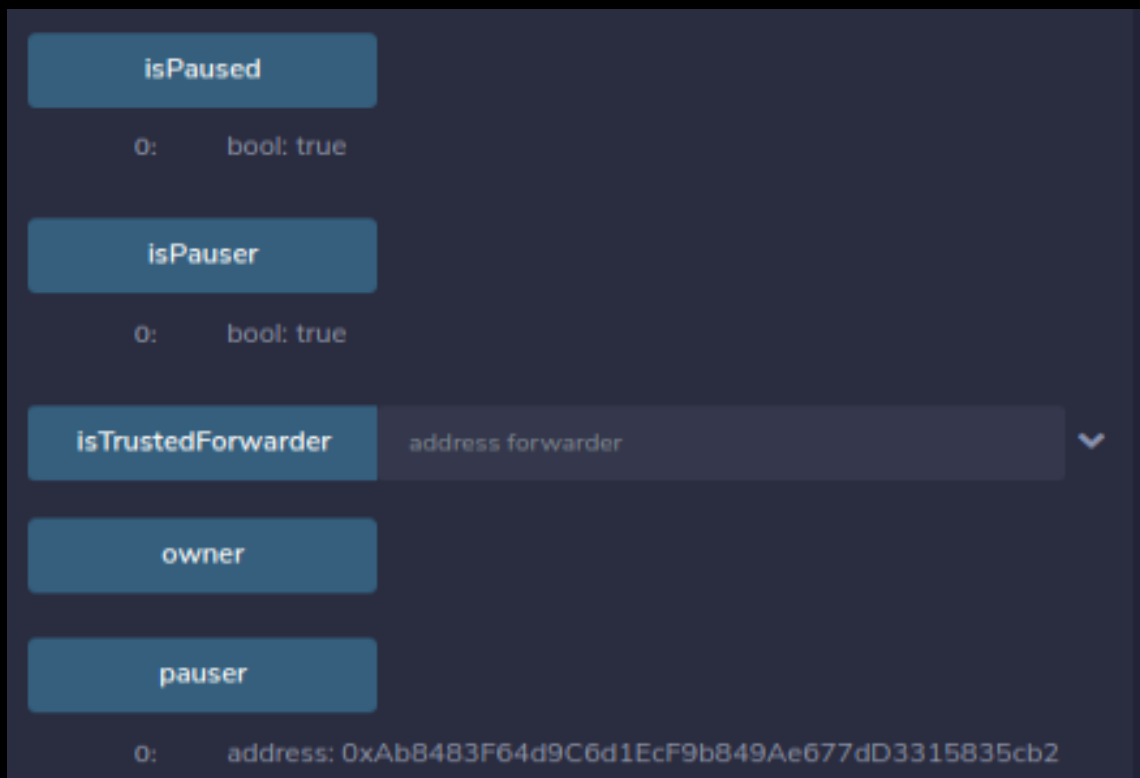 isPaused
0: bool: true
isPauser
0: bool: true
isTrustedForwarder address forwarder
owner
pauser
0: address: 0xAb8483F64d9C6d1EcF9b849Ae677dD3315835cb2